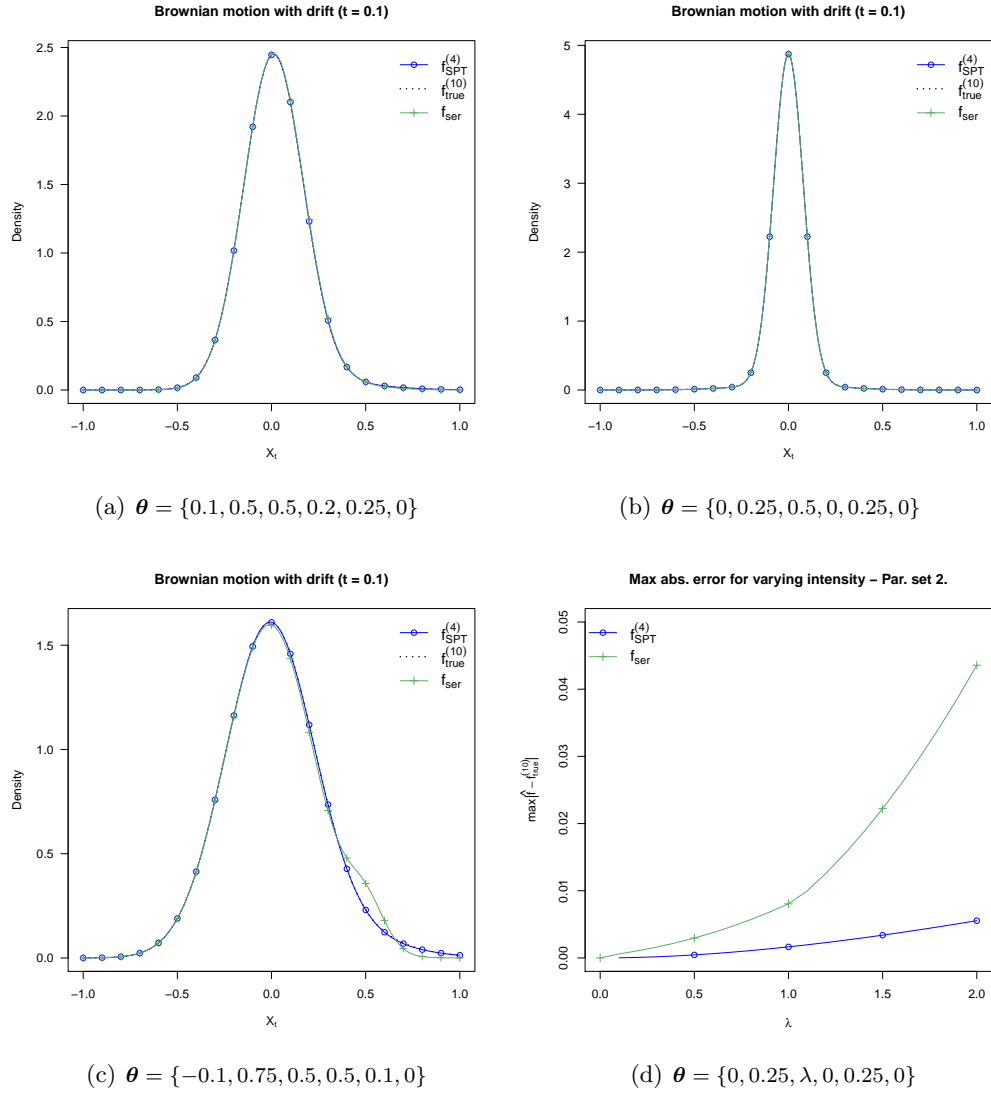 Brownian motion with drift (t = 0.1)
Density
2.5
2.0
1.5
1.0
0.5
0.0
f_SPT^(4)
f_true^(10)
f_ser
−1.0 −0.5 0.0 0.5 1.0
X_t
(a) θ = {0.1, 0.5, 0.5, 0.2, 0.25, 0}
Brownian motion with drift (t = 0.1)
Density
5
4
3
2
1
0
f_SPT^(4)
f_true^(10)
f_ser
−1.0 −0.5 0.0 0.5 1.0
X_t
(b) θ = {0, 0.25, 0.5, 0, 0.25, 0}
Brownian motion with drift (t = 0.1)
Density
1.5
1.0
0.5
0.0
f_SPT^(4)
f_true^(10)
f_ser
−1.0 −0.5 0.0 0.5 1.0
X_t
(c) θ = {−0.1, 0.75, 0.5, 0.5, 0.1, 0}
Max abs. error for varying intensity − Par. set 2.
max|f̂ − f_true^(10)|
0.05
0.04
0.03
0.02
0.01
0.00
f_SPT^(4)
f_ser
0.0 0.5 1.0 1.5 2.0
λ
(d) θ = {0, 0.25, λ, 0, 0.25, 0}